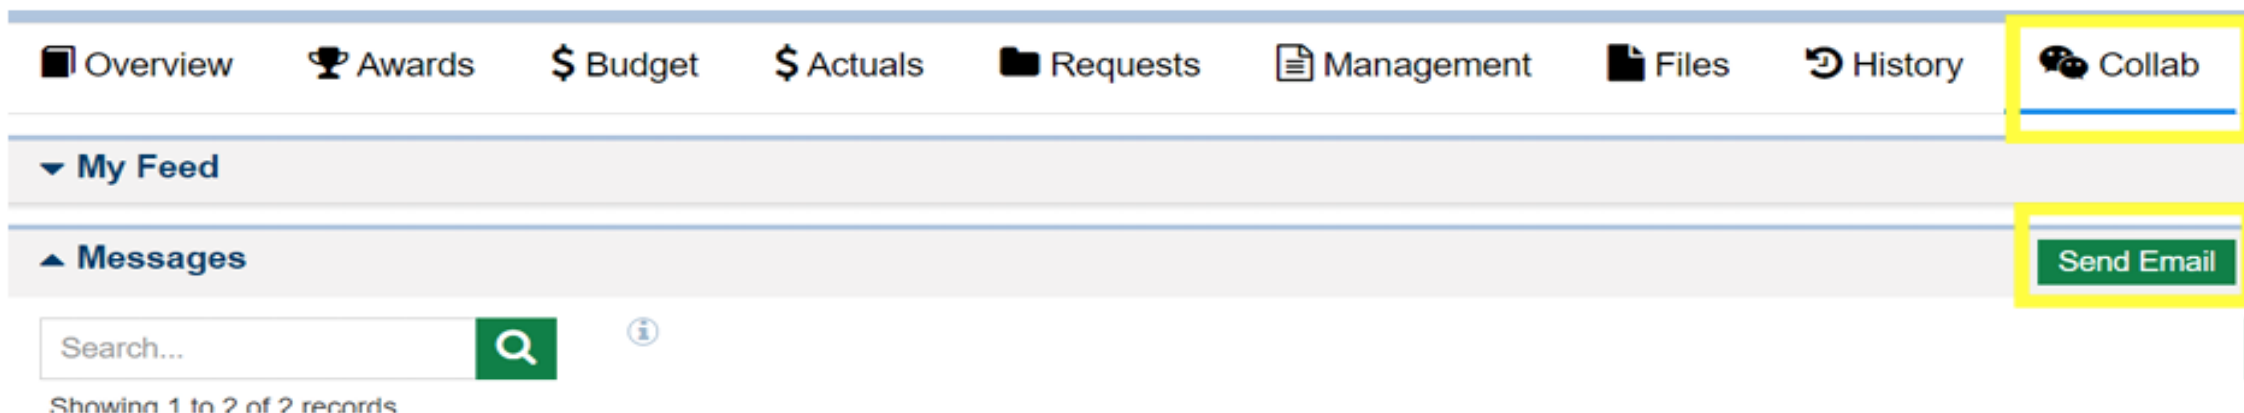 Overview Awards $ Budget $ Actuals Requests Management Files History Collab
My Feed
Messages
Send Email
Search...
Showing 1 to 2 of 2 records